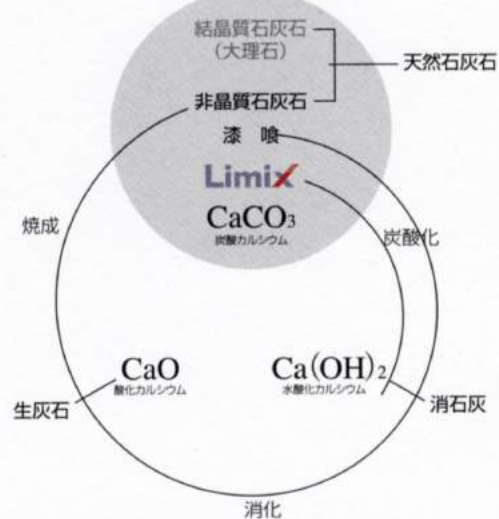 結晶質石灰石
(大理石)
天然石灰石
非晶質石灰石
漆 喰
Limix
CaCO3
炭酸カルシウム
焼成
炭酸化
CaO
酸化カルシウム
Ca(OH)2
水酸化カルシウム
生灰石
消石灰
消化